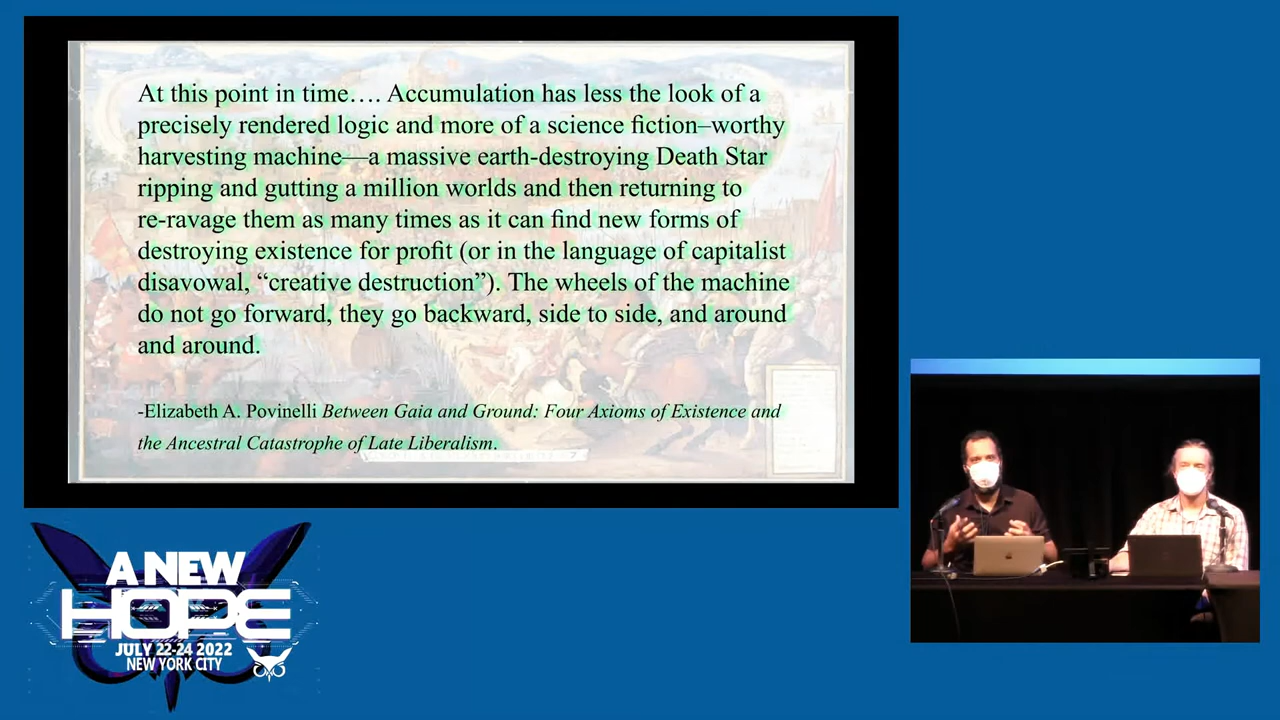 At this point in time…. Accumulation has less the look of a
precisely rendered logic and more of a science fiction–worthy
harvesting machine—a massive earth-destroying Death Star
ripping and gutting a million worlds and then returning to
re-ravage them as many times as it can find new forms of
destroying existence for profit (or in the language of capitalist
disavowal, “creative destruction”). The wheels of the machine
do not go forward, they go backward, side to side, and around
and around.
-Elizabeth A. Povinelli Between Gaia and Ground: Four Axioms of Existence and
the Ancestral Catastrophe of Late Liberalism.
A NEW
HOPE
JULY 22-24 2022
NEW YORK CITY